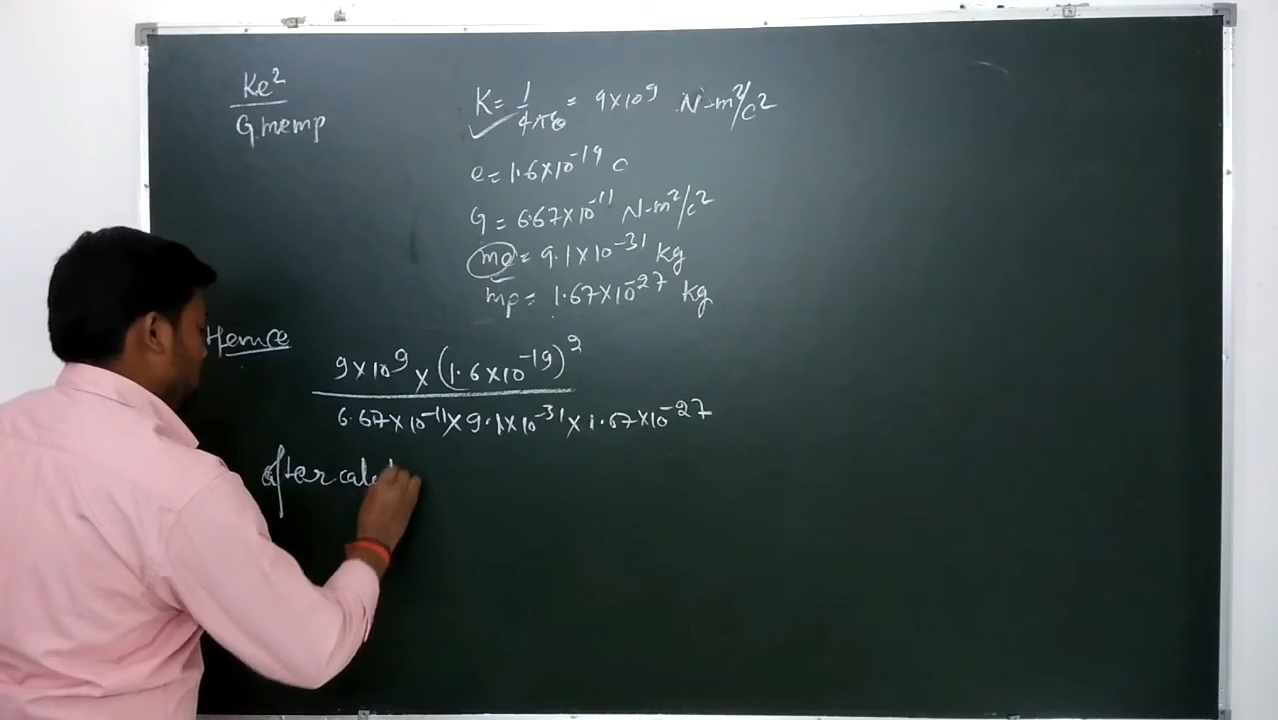 Ke²
G memp
K = 1/4πε₀ = 9×10⁹ N-m²/c²
e = 1.6×10⁻¹⁹ C
G = 6.67×10⁻¹¹ N-m²/c²
me = 9.1×10⁻³¹ kg
mp = 1.67×10⁻²⁷ kg
Hence
9×10⁹ × (1.6×10⁻¹⁹)²
6.67×10⁻¹¹ × 9.1×10⁻³¹ × 1.67×10⁻²⁷
after calcul